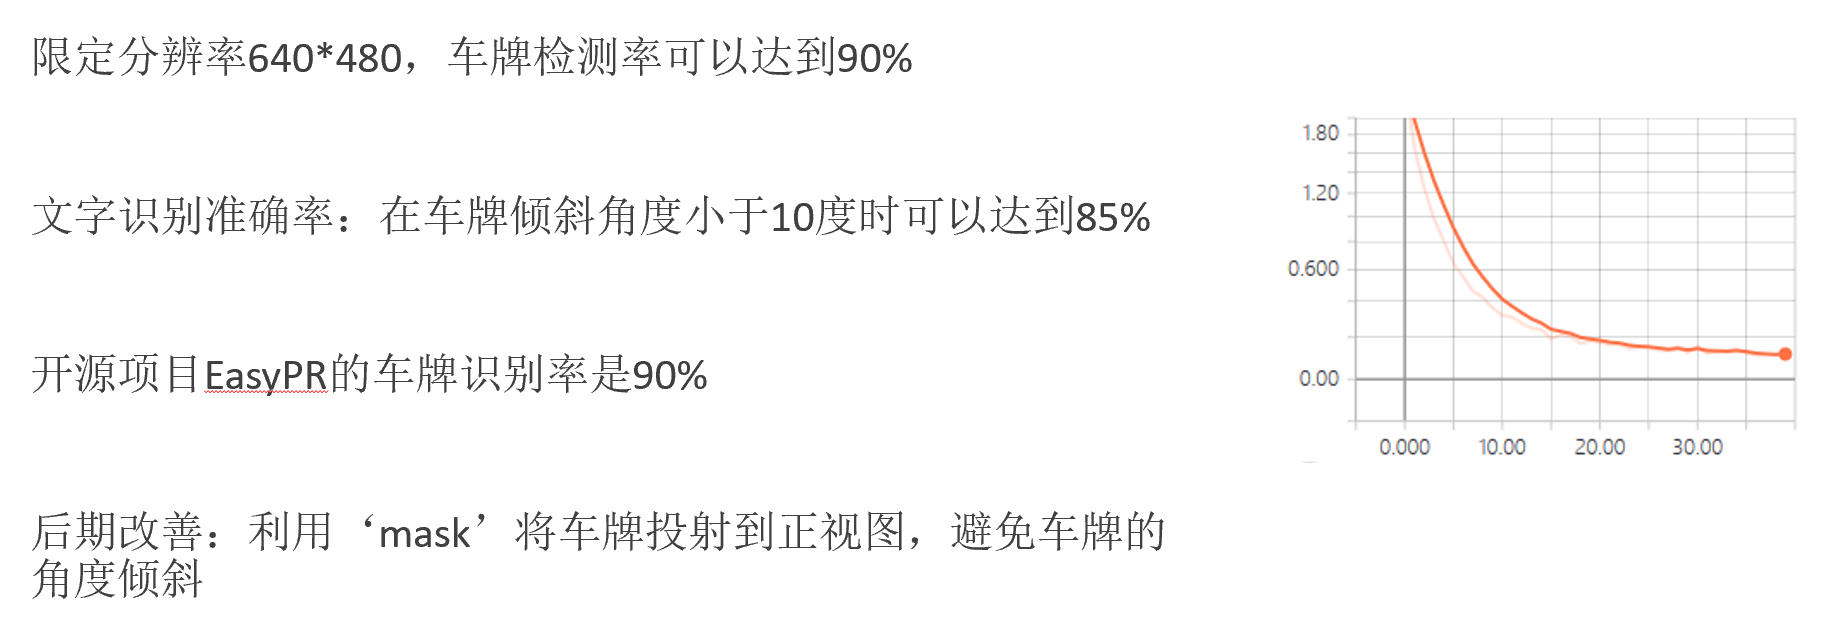 限定分辨率640*480，车牌检测率可以达到90%
文字识别准确率：在车牌倾斜角度小于10度时可以达到85%
开源项目EasyPR的车牌识别率是90%
后期改善：利用‘mask’将车牌投射到正视图，避免车牌的
角度倾斜
1.80
1.20
0.600
0.00
0.000 10.00 20.00 30.00